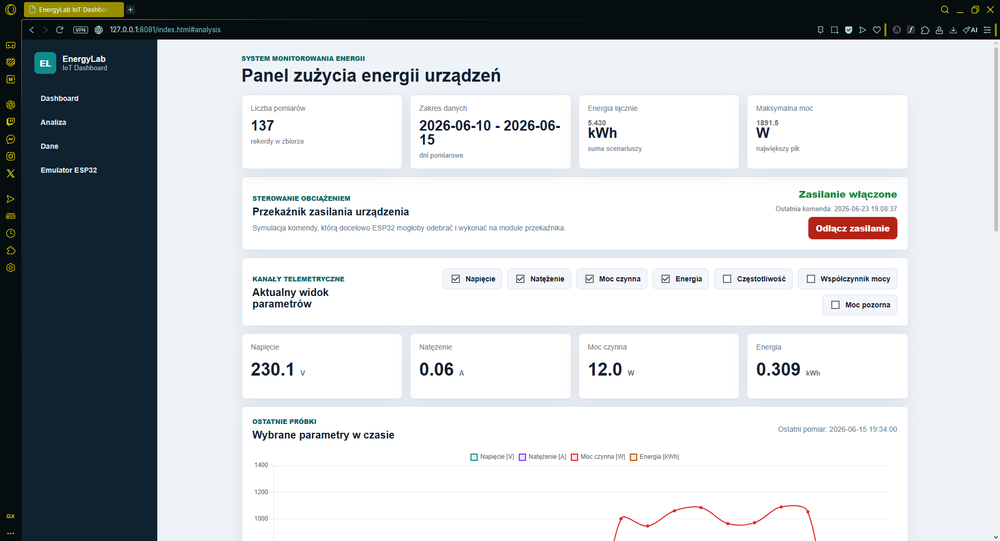 EnergyLab IoT Dashboa
VPN
127.0.0.1:8081/index.html#analysis
AI
M
GX
EL
EnergyLab
IoT Dashboard
Dashboard
Analiza
Dane
Emulator ESP32
SYSTEM MONITOROWANIA ENERGII
Panel zużycia energii urządzeń
Liczba pomiarów
137
rekordy w zbiorze
Zakres danych
2026-06-10 - 2026-06-
15
dni pomiarowe
Energia łącznie
5.430
kWh
suma scenariuszy
Maksymalna moc
1891.5
W
największy pik
STEROWANIE OBCIĄŻENIEM
Przekaźnik zasilania urządzenia
Symulacja komendy, którą docelowo ESP32 mogłoby odebrać i wykonać na module przekaźnika.
Zasilanie włączone
Ostatnia komenda: 2026-06-23 19:08:37
Odłącz zasilanie
KANAŁY TELEMETRYCZNE
Aktualny widok
parametrów
Napięcie
Natężenie
Moc czynna
Energia
Częstotliwość
Współczynnik mocy
Moc pozorna
Napięcie
230.1 V
Natężenie
0.06 A
Moc czynna
12.0 W
Energia
0.309 kWh
OSTATNIE PRÓBKI
Wybrane parametry w czasie
Ostatni pomiar: 2026-06-15 19:34:00
Napięcie [V] Natężenie [A] Moc czynna [W] Energia [kWh]
1400
1200
1000